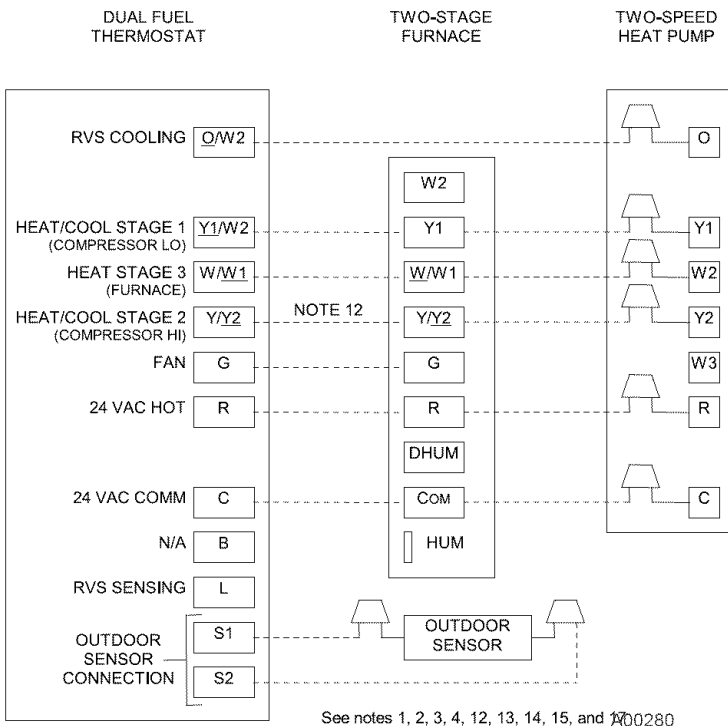 DUAL FUEL
THERMOSTAT
TWO-STAGE
FURNACE
TWO-SPEED
HEAT PUMP
RVS COOLING O/W2 O
W2
HEAT/COOL STAGE 1 Y1/W2 Y1 Y1
(COMPRESSOR LO)
HEAT STAGE 3 W/W1 W/W1 W2
(FURNACE)
HEAT/COOL STAGE 2 Y/Y2 NOTE 12 Y/Y2 Y2
(COMPRESSOR HI)
FAN G G W3
24 VAC HOT R R R
DHUM
24 VAC COMM C COM C
N/A B HUM
RVS SENSING L
OUTDOOR
SENSOR
CONNECTION
S1
S2
OUTDOOR
SENSOR
See notes 1, 2, 3, 4, 12, 13, 14, 15, and 17
A00280